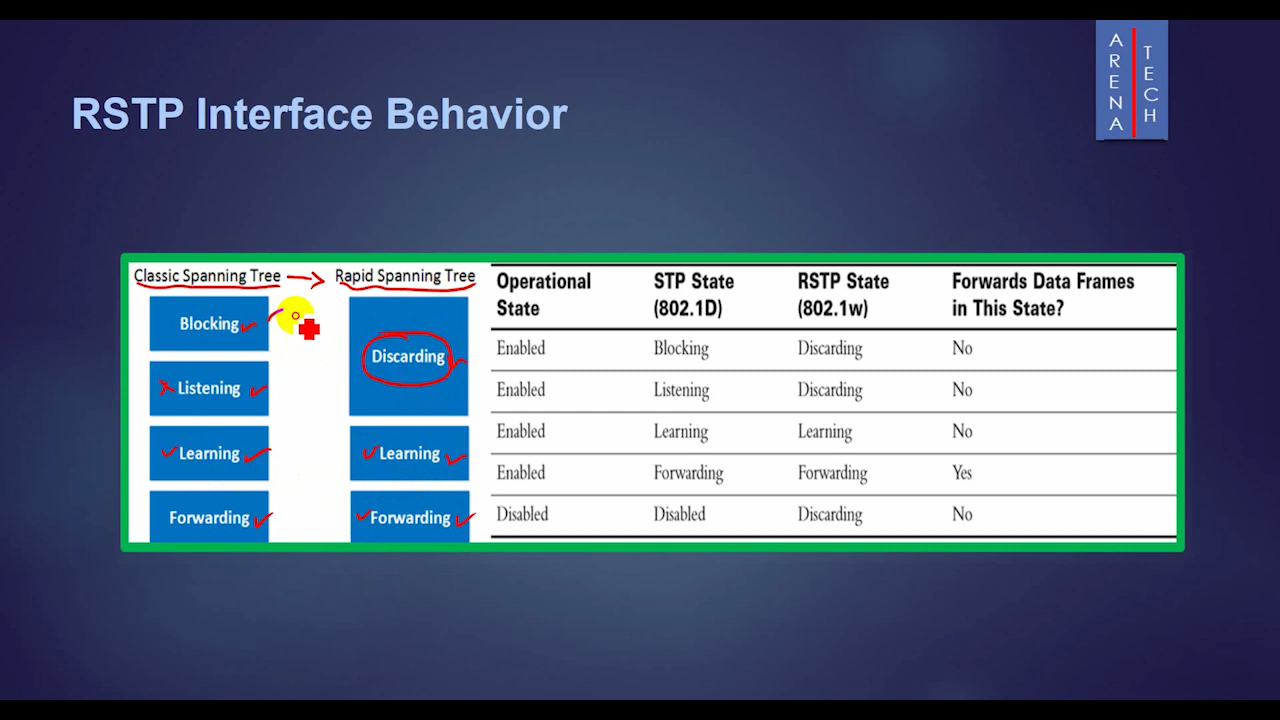 ARENA
TECH
RSTP Interface Behavior
Classic Spanning Tree
Rapid Spanning Tree
Blocking
Listening
Learning
Forwarding
Discarding
Learning
Forwarding
Operational State STP State (802.1D) RSTP State (802.1w) Forwards Data Frames in This State?
Enabled Blocking Discarding No
Enabled Listening Discarding No
Enabled Learning Learning No
Enabled Forwarding Forwarding Yes
Disabled Disabled Discarding No